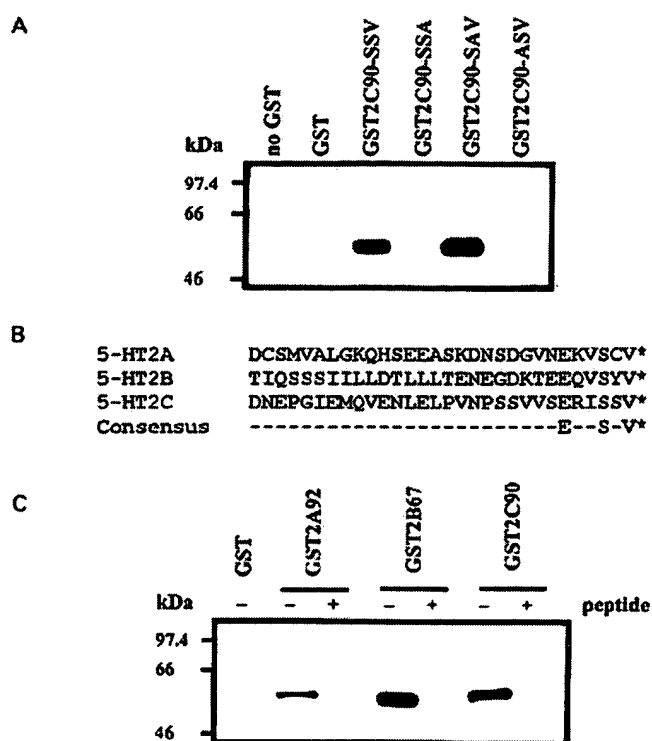 A
no GST
GST
GST2C90-SSV
GST2C90-SSA
GST2C90-SAV
GST2C90-ASV
kDa
97.4
66
46
B
5-HT2A DCSMVALGKQHSEEASKDNSDGVNEKVSCV*
5-HT2B TIQSSSIILLDTLLLTENEGDKTEEQVSYV*
5-HT2C DNEPGIEMQVENLELPVNPSSVVSERISSV*
Consensus ------------------------E--S-V*
C
GST
GST2A92
GST2B67
GST2C90
kDa - - + - + - + peptide
97.4
66
46